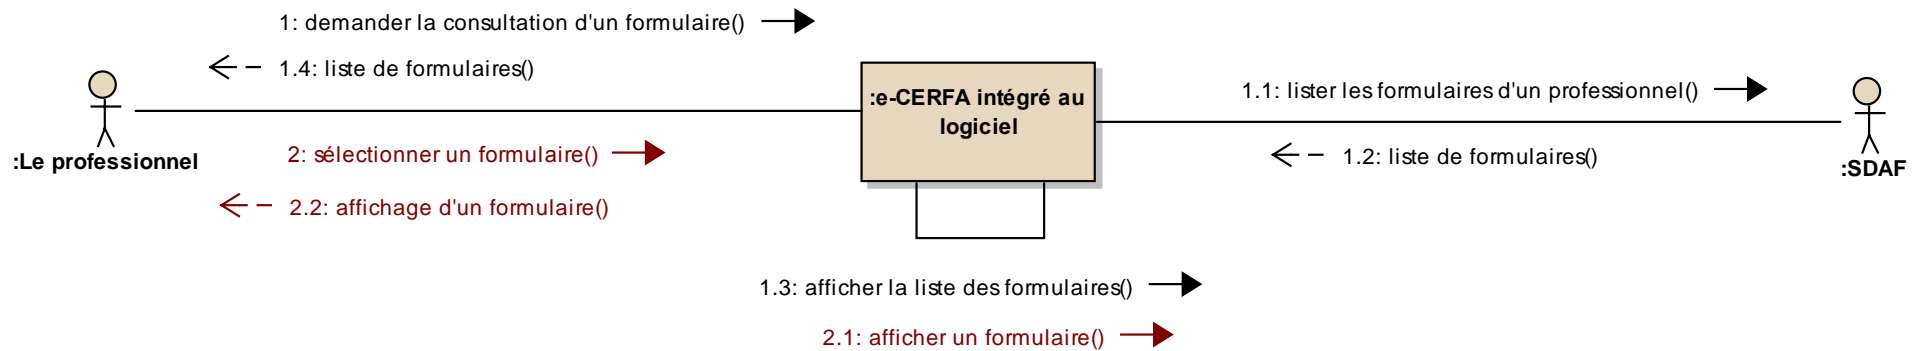 1: demander la consultation d'un formulaire()
1.4: liste de formulaires()
:e-CERFA intégré au
logiciel
1.1: lister les formulaires d'un professionnel()
:Le professionnel
2: sélectionner un formulaire()
1.2: liste de formulaires()
:SDAF
2.2: affichage d'un formulaire()
1.3: afficher la liste des formulaires()
2.1: afficher un formulaire()